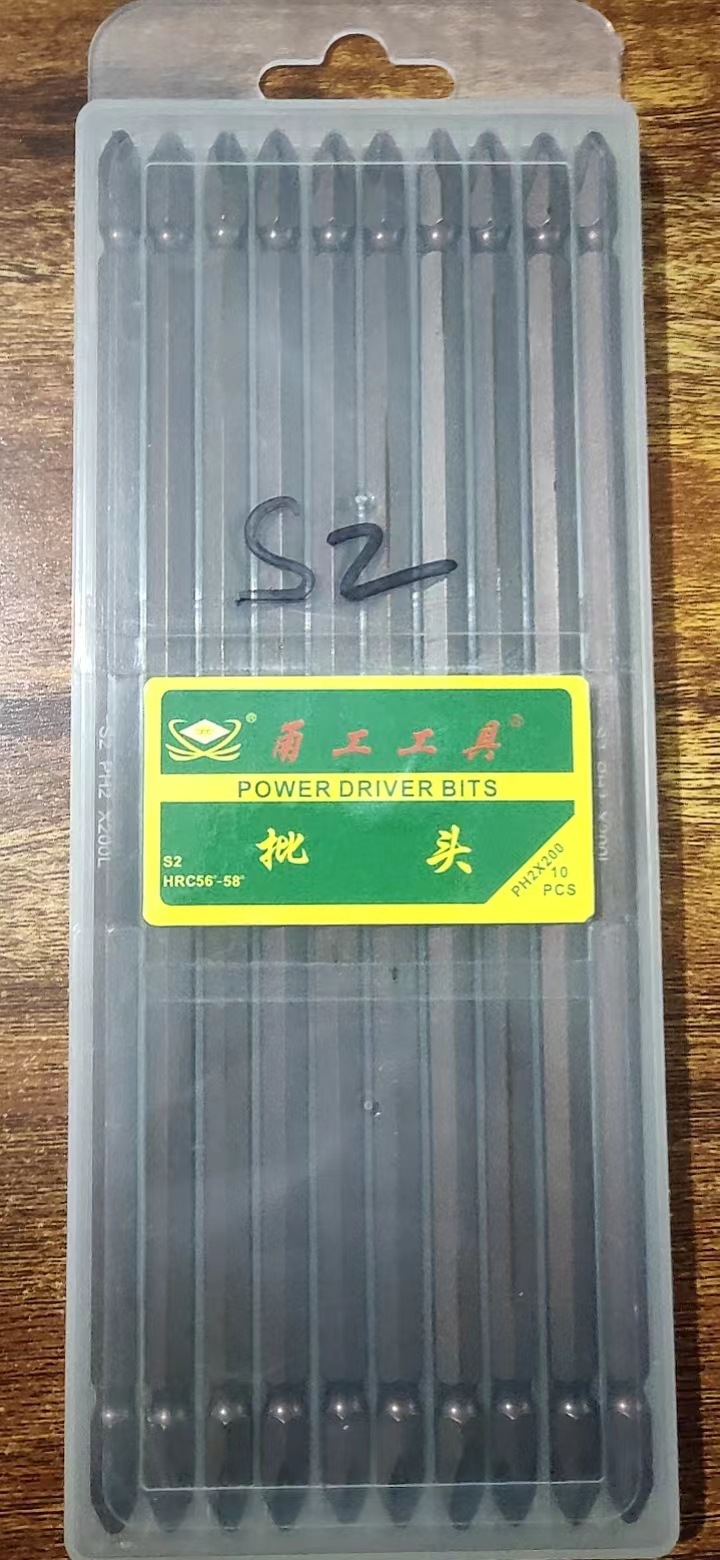 S2
甬工工具®
POWER DRIVER BITS
批头
S2
HRC56°-58°
PH2X200
10
PCS
S2 PH2 X200L